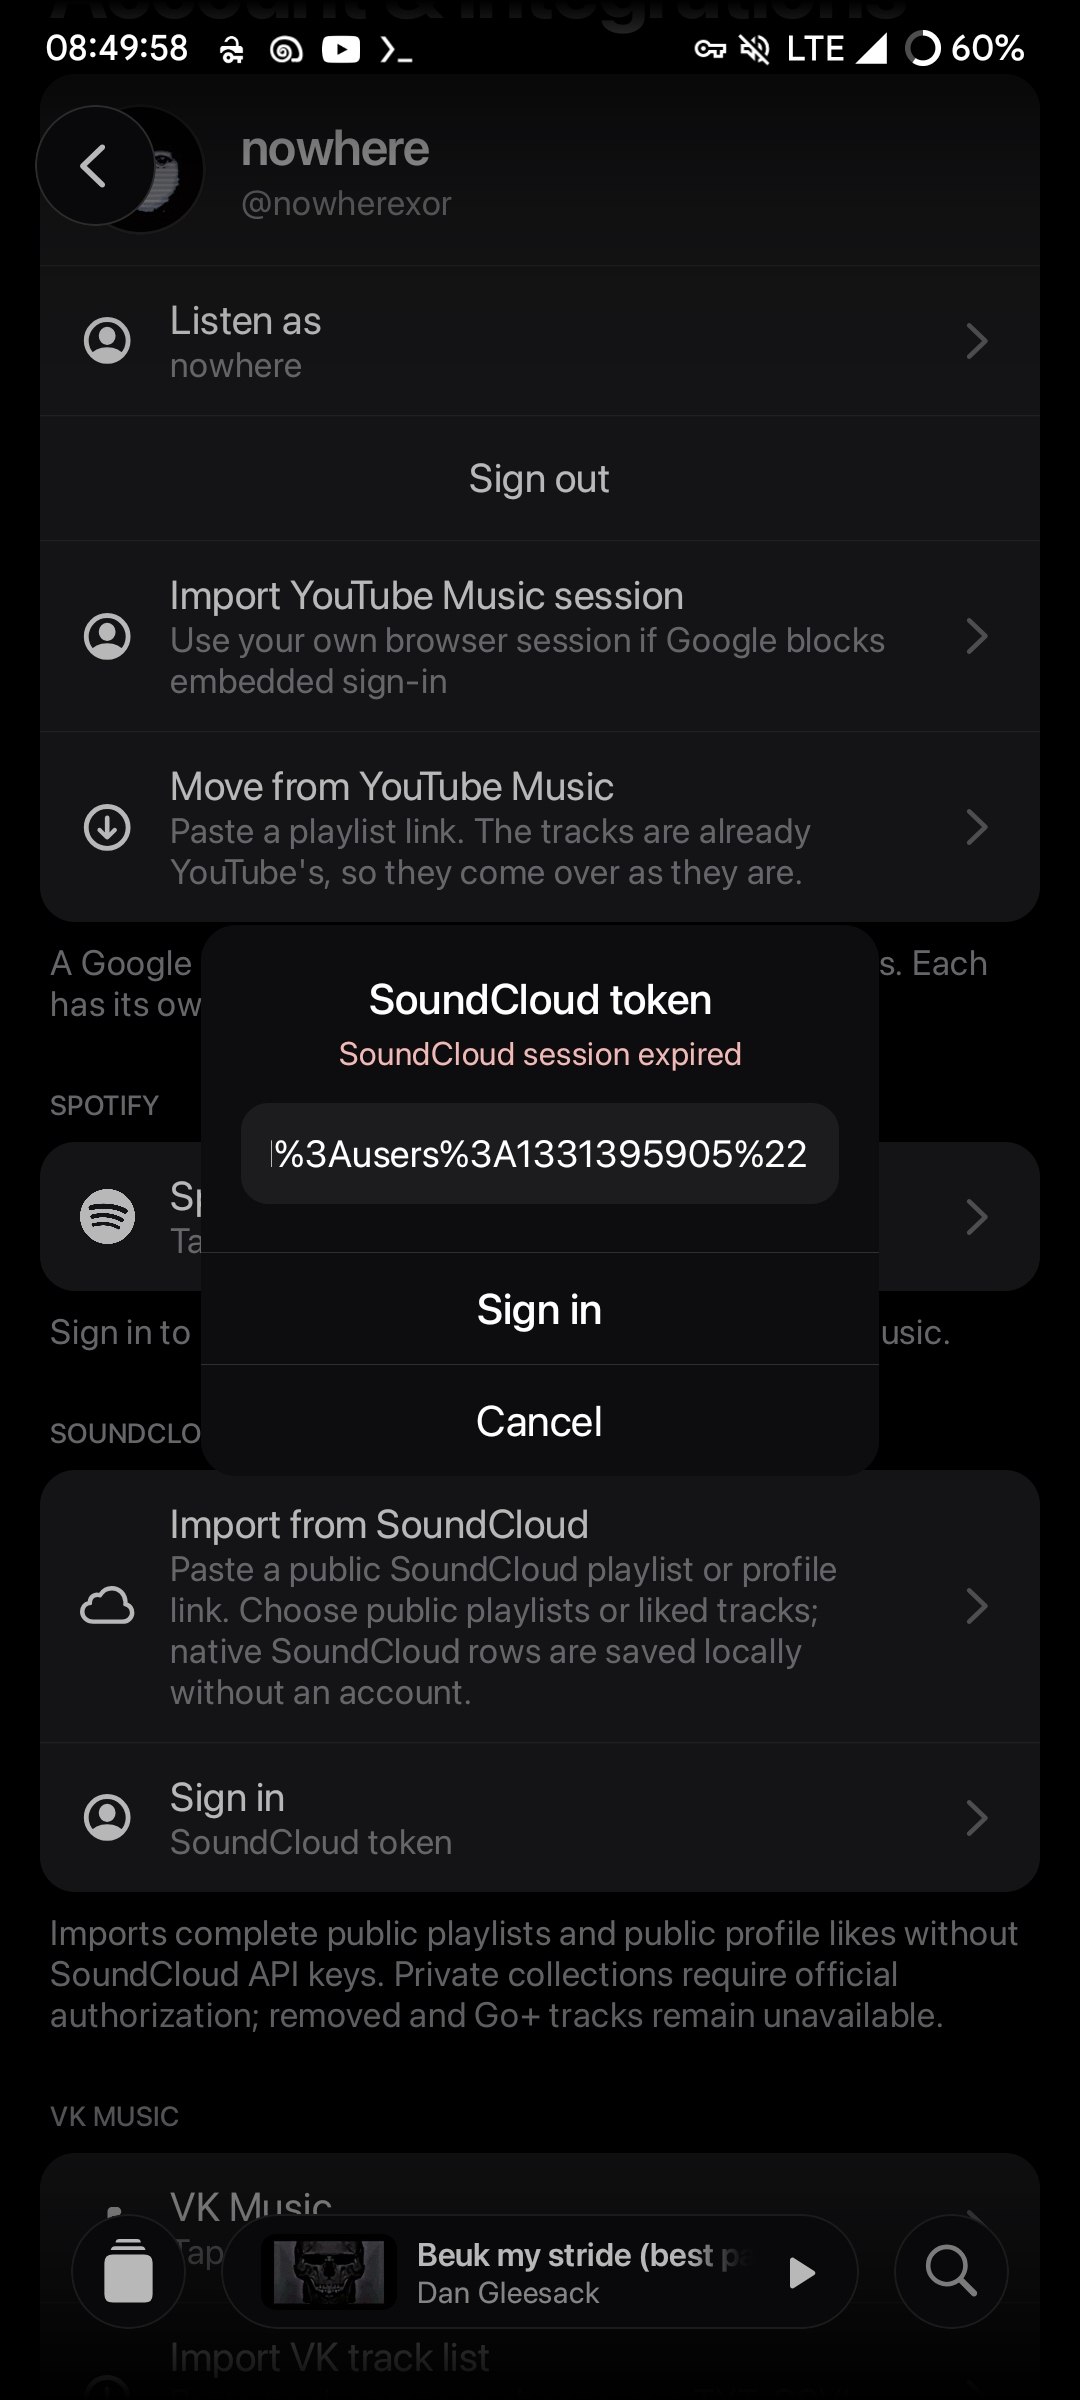 Account & Integrations
08:49:58
LTE
60%
nowhere
@nowherexor
Listen as
nowhere
Sign out
Import YouTube Music session
Use your own browser session if Google blocks
embedded sign-in
Move from YouTube Music
Paste a playlist link. The tracks are already
YouTube's, so they come over as they are.
A Google
s. Each
has its ow
SoundCloud token
SoundCloud session expired
%3Ausers%3A1331395905%22
Sign in
Cancel
SPOTIFY
Sp
Ta
Sign in to
usic.
SOUNDCLO
Import from SoundCloud
Paste a public SoundCloud playlist or profile
link. Choose public playlists or liked tracks;
native SoundCloud rows are saved locally
without an account.
Sign in
SoundCloud token
Imports complete public playlists and public profile likes without
SoundCloud API keys. Private collections require official
authorization; removed and Go+ tracks remain unavailable.
VK MUSIC
VK Music
Tap
Beuk my stride (best pa
Dan Gleesack
Import VK track list